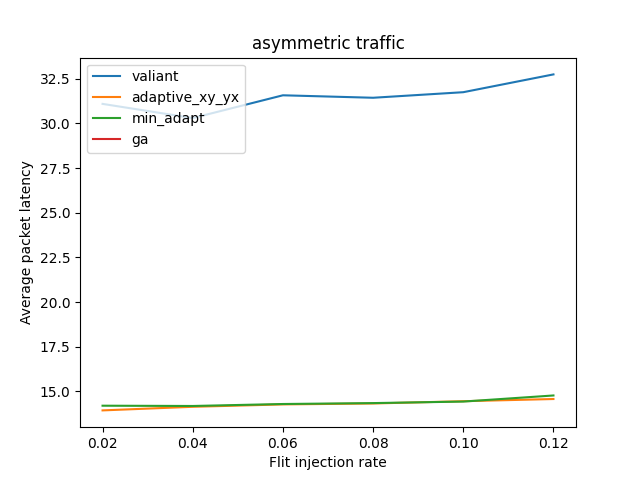 asymmetric traffic
valiant
adaptive_xy_yx
min_adapt
ga
Average packet latency
32.5
30.0
27.5
25.0
22.5
20.0
17.5
15.0
0.02 0.04 0.06 0.08 0.10 0.12
Flit injection rate